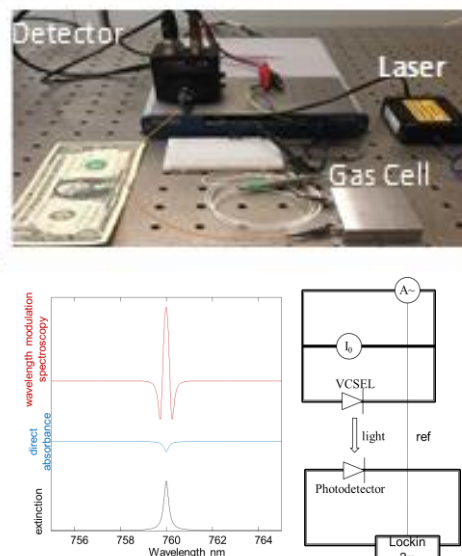 Detector
Laser
Gas Cell
wavelength modulation
spectroscopy
direct
absorbance
extinction
756
758
760
762
764
Wavelength nm
A~
I₀
VCSEL
light
ref
Photodetector
Lockin